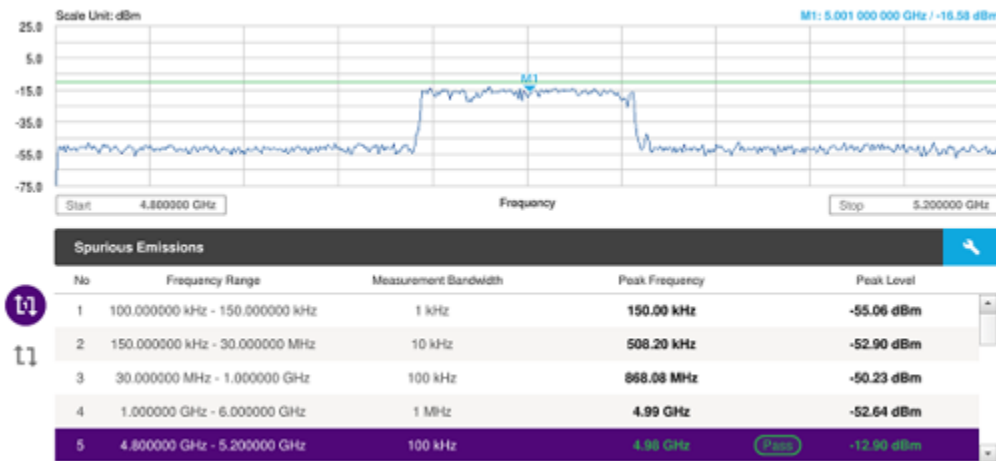 Scale Unit: dBm M1: 5.001 000 000 GHz / -16.58 dBm
25.0
5.0
M1
-15.0
-35.0
-55.0
-75.0
Start 4.800000 GHz Frequency Stop 5.200000 GHz
Spurious Emissions
No Frequency Range Measurement Bandwidth Peak Frequency Peak Level
1 100.000000 kHz - 150.000000 kHz 1 kHz 150.00 kHz -55.06 dBm
2 150.000000 kHz - 30.000000 MHz 10 kHz 508.20 kHz -52.90 dBm
3 30.000000 MHz - 1.000000 GHz 100 kHz 868.08 MHz -50.23 dBm
4 1.000000 GHz - 6.000000 GHz 1 MHz 4.99 GHz -52.64 dBm
5 4.800000 GHz - 5.200000 GHz 100 kHz 4.98 GHz Pass -12.90 dBm